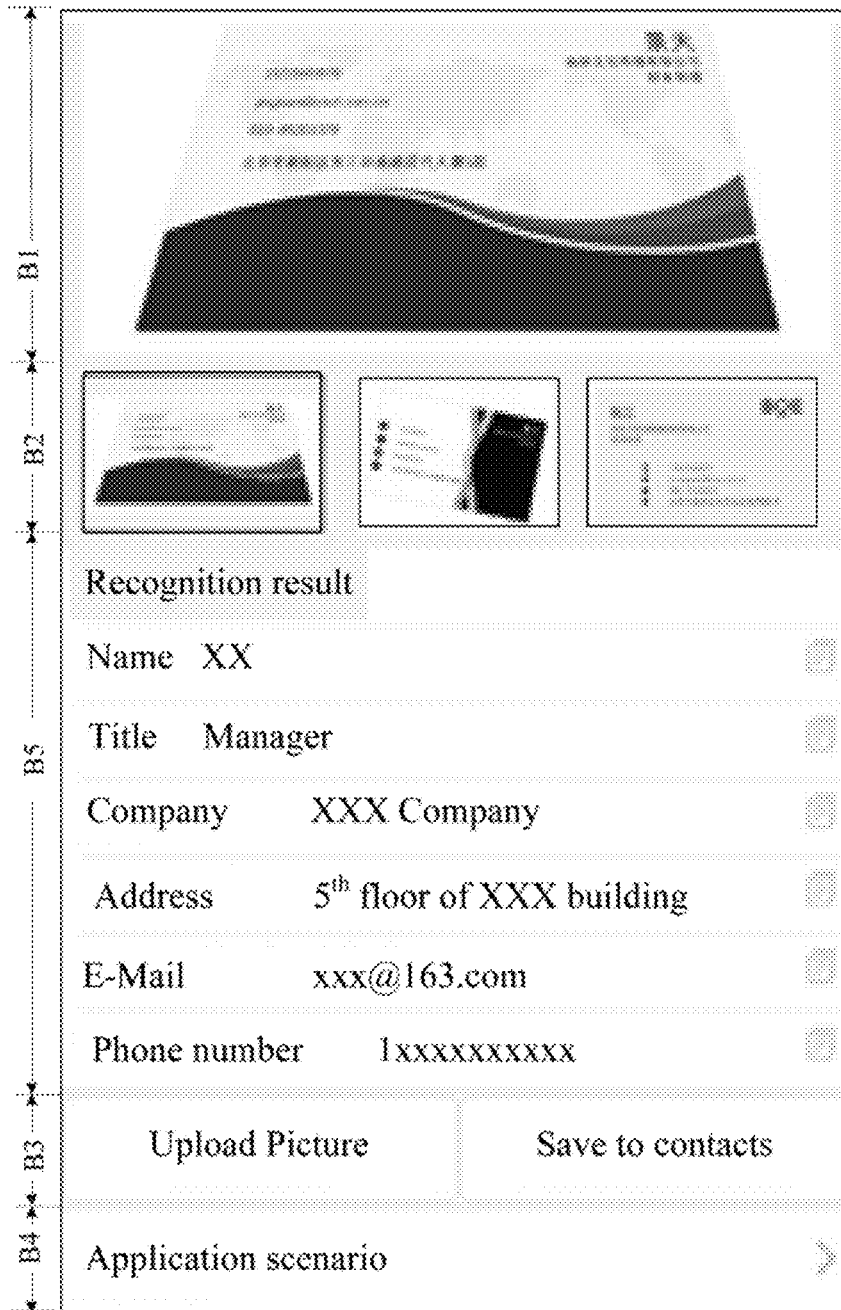 B1
B2
BOE
B5
Recognition result
Name XX
Title Manager
Company XXX Company
Address 5th floor of XXX building
E-Mail xxx@163.com
Phone number 1xxxxxxxxxx
B3
Upload Picture Save to contacts
B4
Application scenario